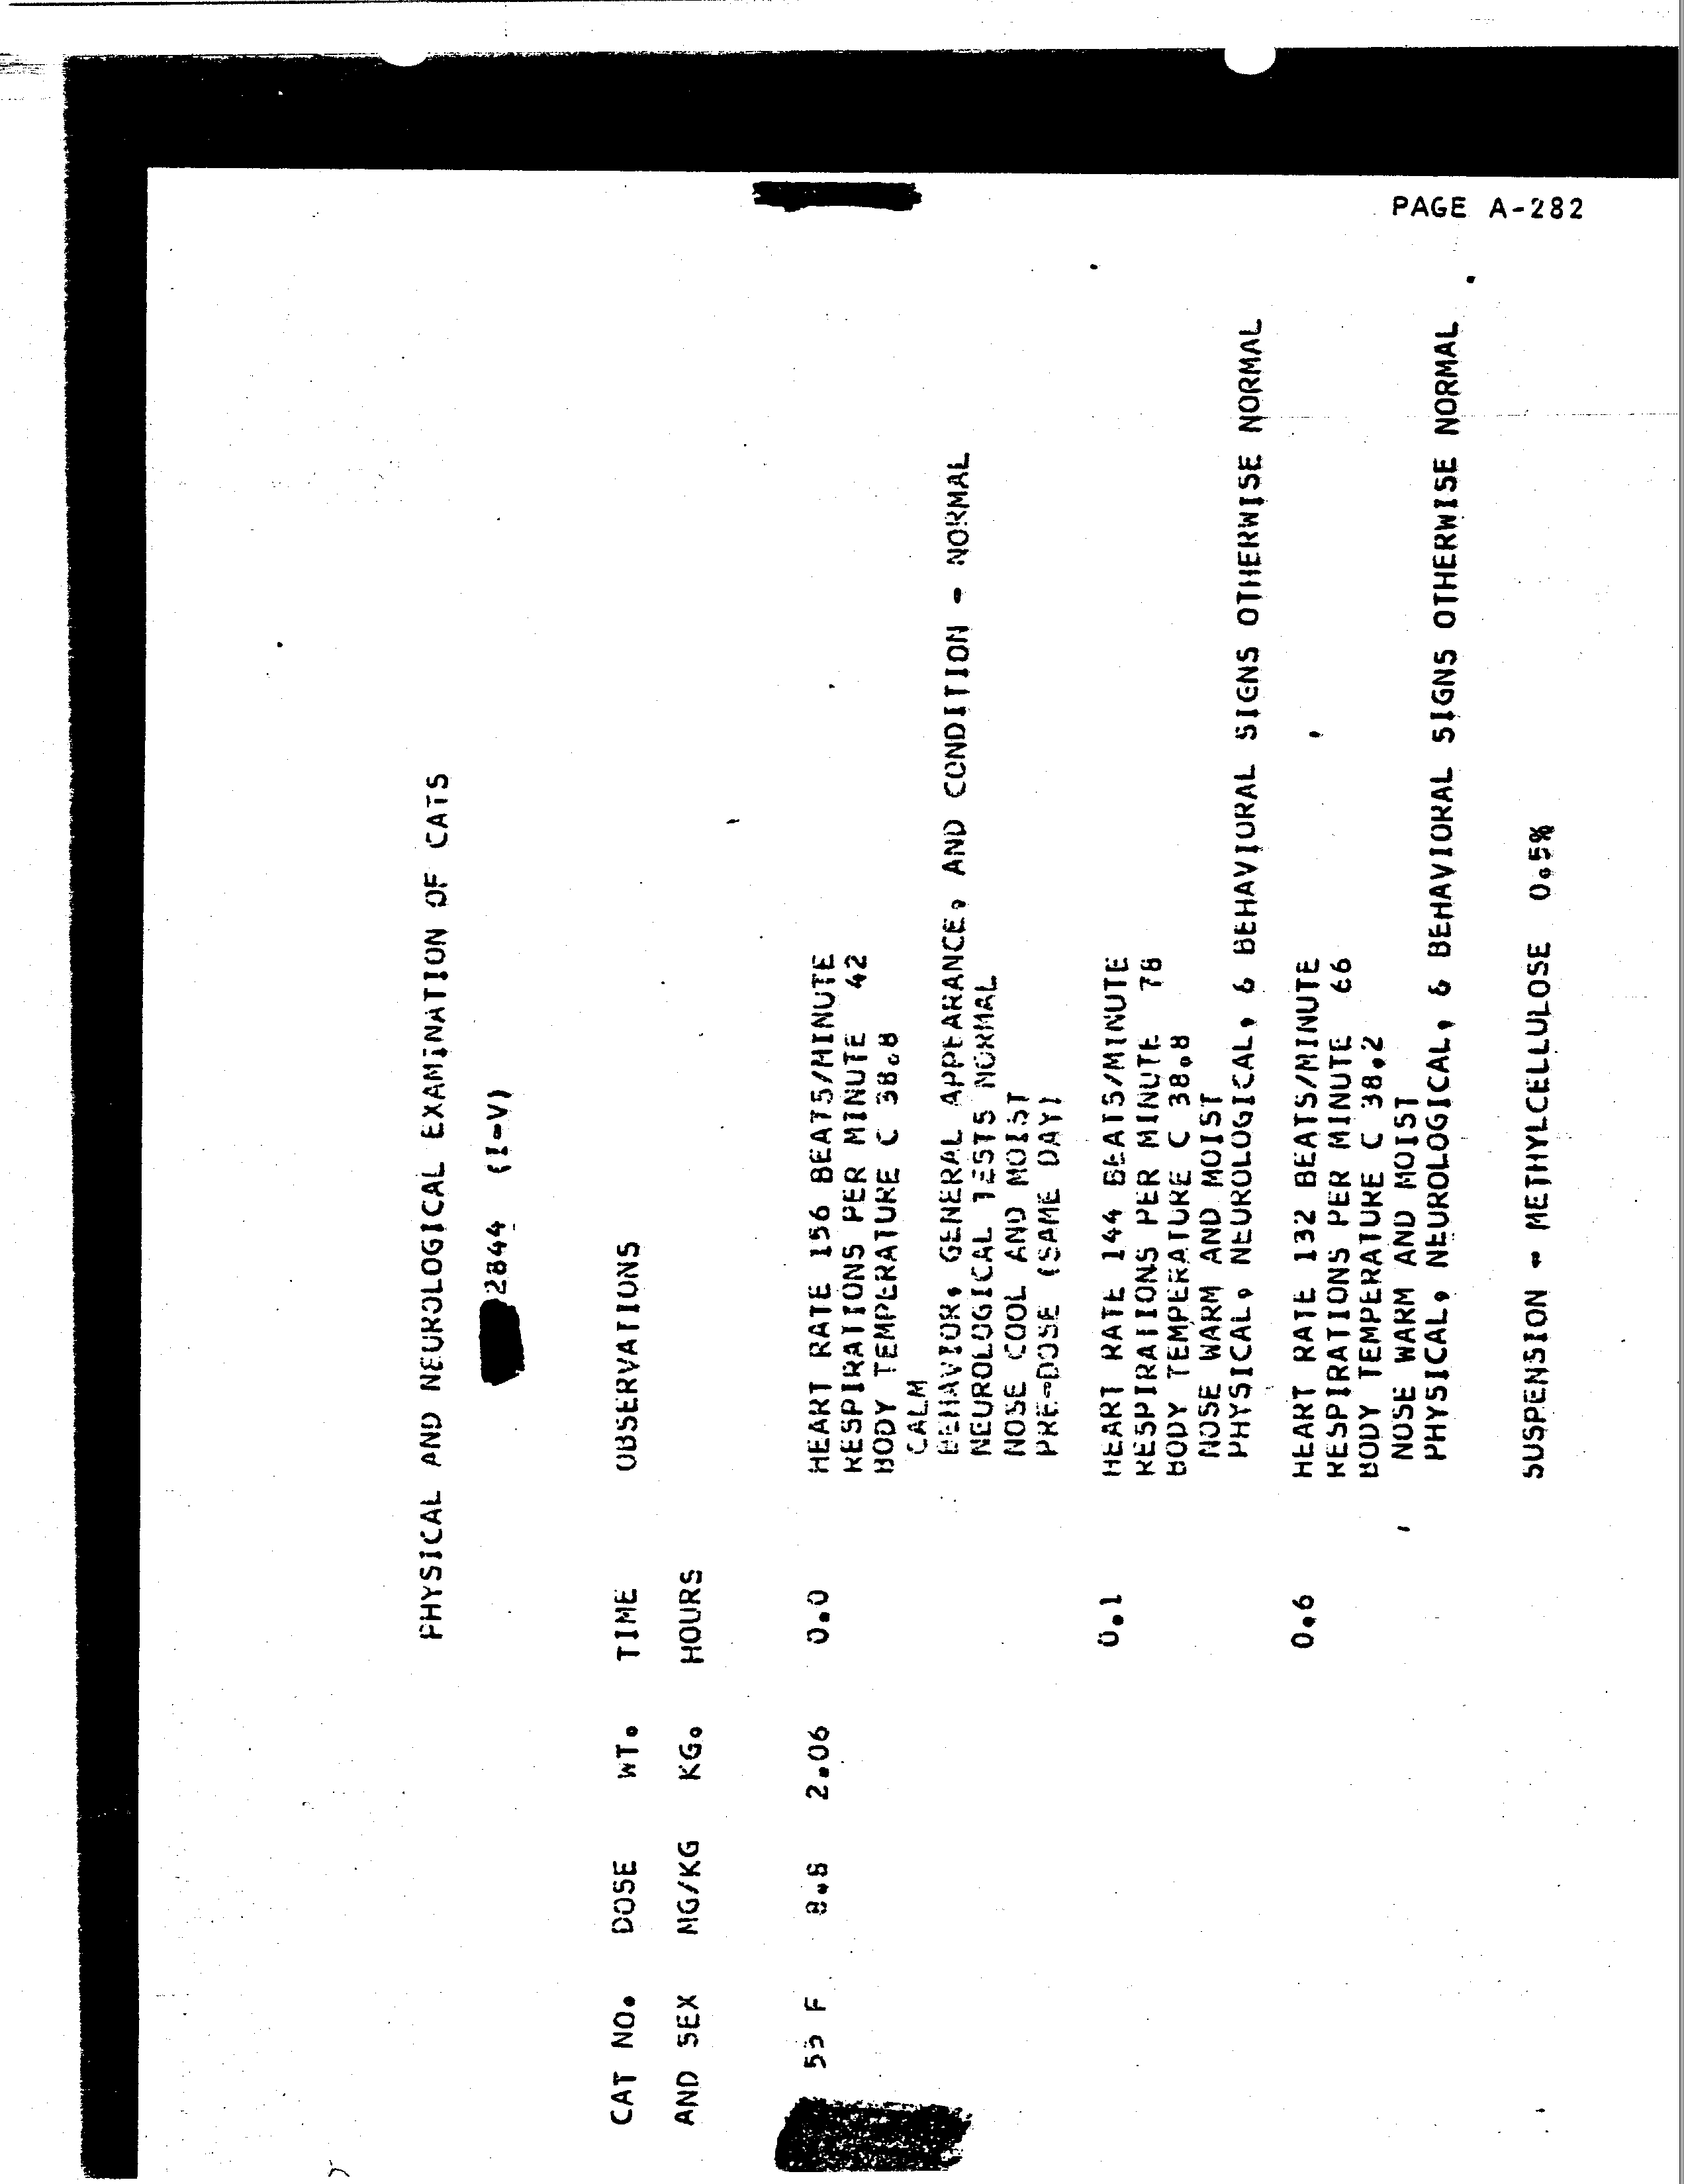 PAGE A-282
PHYSICAL AND NEUROLOGICAL EXAMINATION OF CATS
2844 (I-V)
CAT NO. DOSE WT. TIME OBSERVATIONS
AND SEX MG/KG KG. HOURS
F 8.8 2.06 0.0 HEART RATE 156 BEATS/MINUTE
RESPIRATIONS PER MINUTE 42
BODY TEMPERATURE C 38.8
CALM
BEHAVIOR, GENERAL APPEARANCE, AND CONDITION - NORMAL
NEUROLOGICAL TESTS NORMAL
NOSE COOL AND MOIST
PRE-DOSE (SAME DAY)
0.1 HEART RATE 144 BEATS/MINUTE
RESPIRATIONS PER MINUTE 78
BODY TEMPERATURE C 38.8
NOSE WARM AND MOIST
PHYSICAL, NEUROLOGICAL, & BEHAVIORAL SIGNS OTHERWISE NORMAL
0.6 HEART RATE 132 BEATS/MINUTE
RESPIRATIONS PER MINUTE 66
BODY TEMPERATURE C 38.2
NOSE WARM AND MOIST
PHYSICAL, NEUROLOGICAL, & BEHAVIORAL SIGNS OTHERWISE NORMAL
SUSPENSION - METHYLCELLULOSE 0.5%